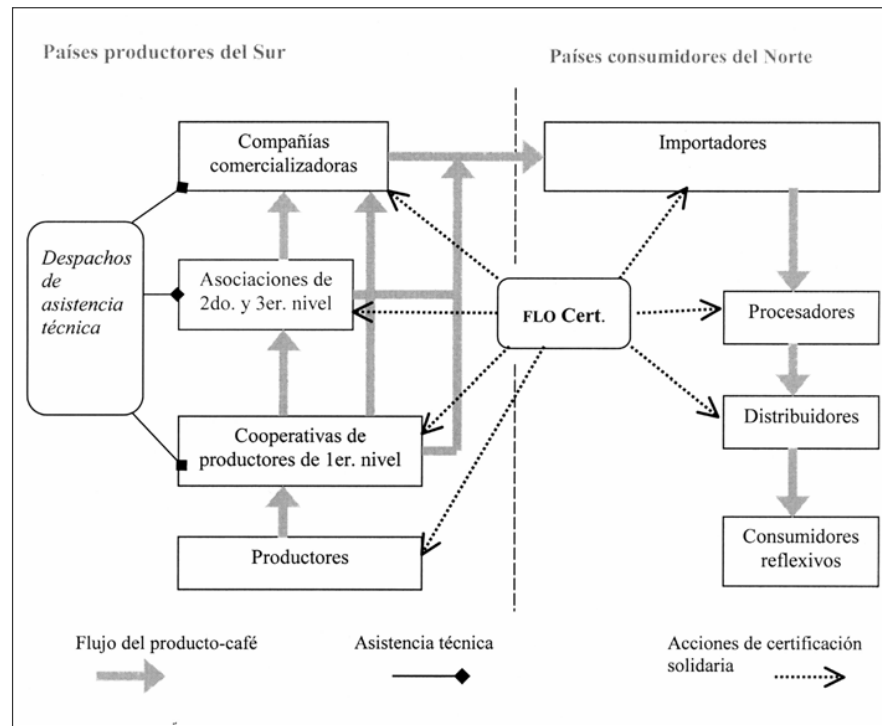 Países productores del Sur
Países consumidores del Norte
Compañías
comercializadoras
Importadores
Despachos
de
asistencia
técnica
Asociaciones de
2do. y 3er. nivel
FLO Cert.
Procesadores
Cooperativas de
productores de 1er. nivel
Distribuidores
Productores
Consumidores
reflexivos
Flujo del producto-café
Asistencia técnica
Acciones de certificación
solidaria